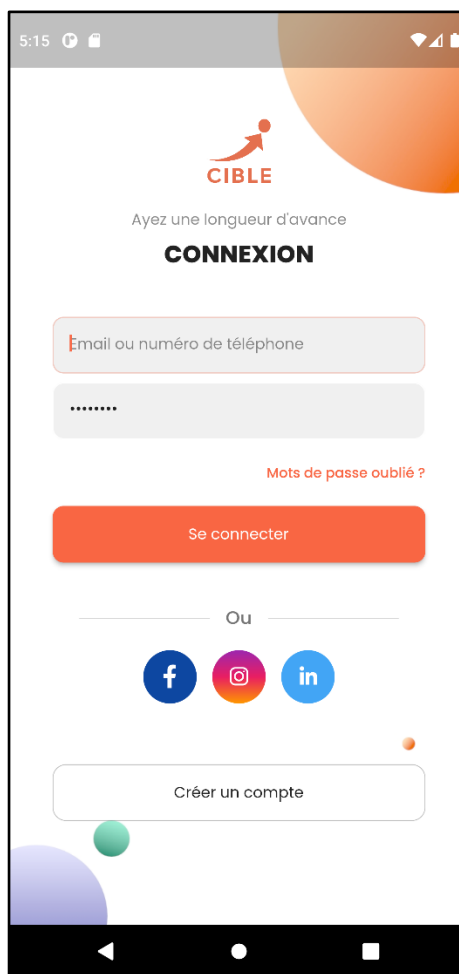 5:15
CIBLE
Ayez une longueur d'avance
CONNEXION
Email ou numéro de téléphone
••••••••
Mots de passe oublié ?
Se connecter
Ou
f
in
Créer un compte